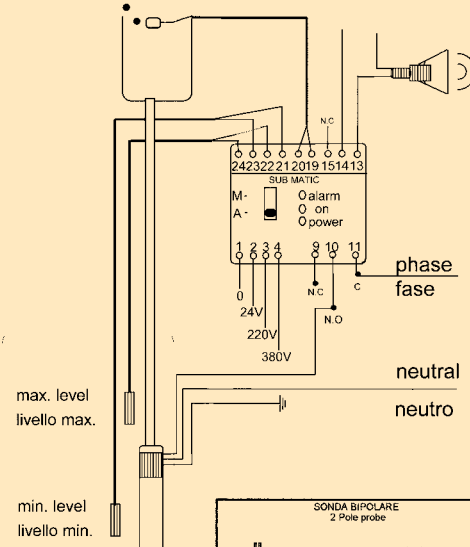 N.C
24 23 22 21 20 19 15 14 13
SUB MATIC
M-
A-
alarm
on
power
1 2 3 4 9 10 11
phase
fase
N.C
C
0
24V
N.O
220V
380V
neutral
neutro
max. level
livello max.
min. level
livello min.
SONDA BIPOLARE
2 Pole probe